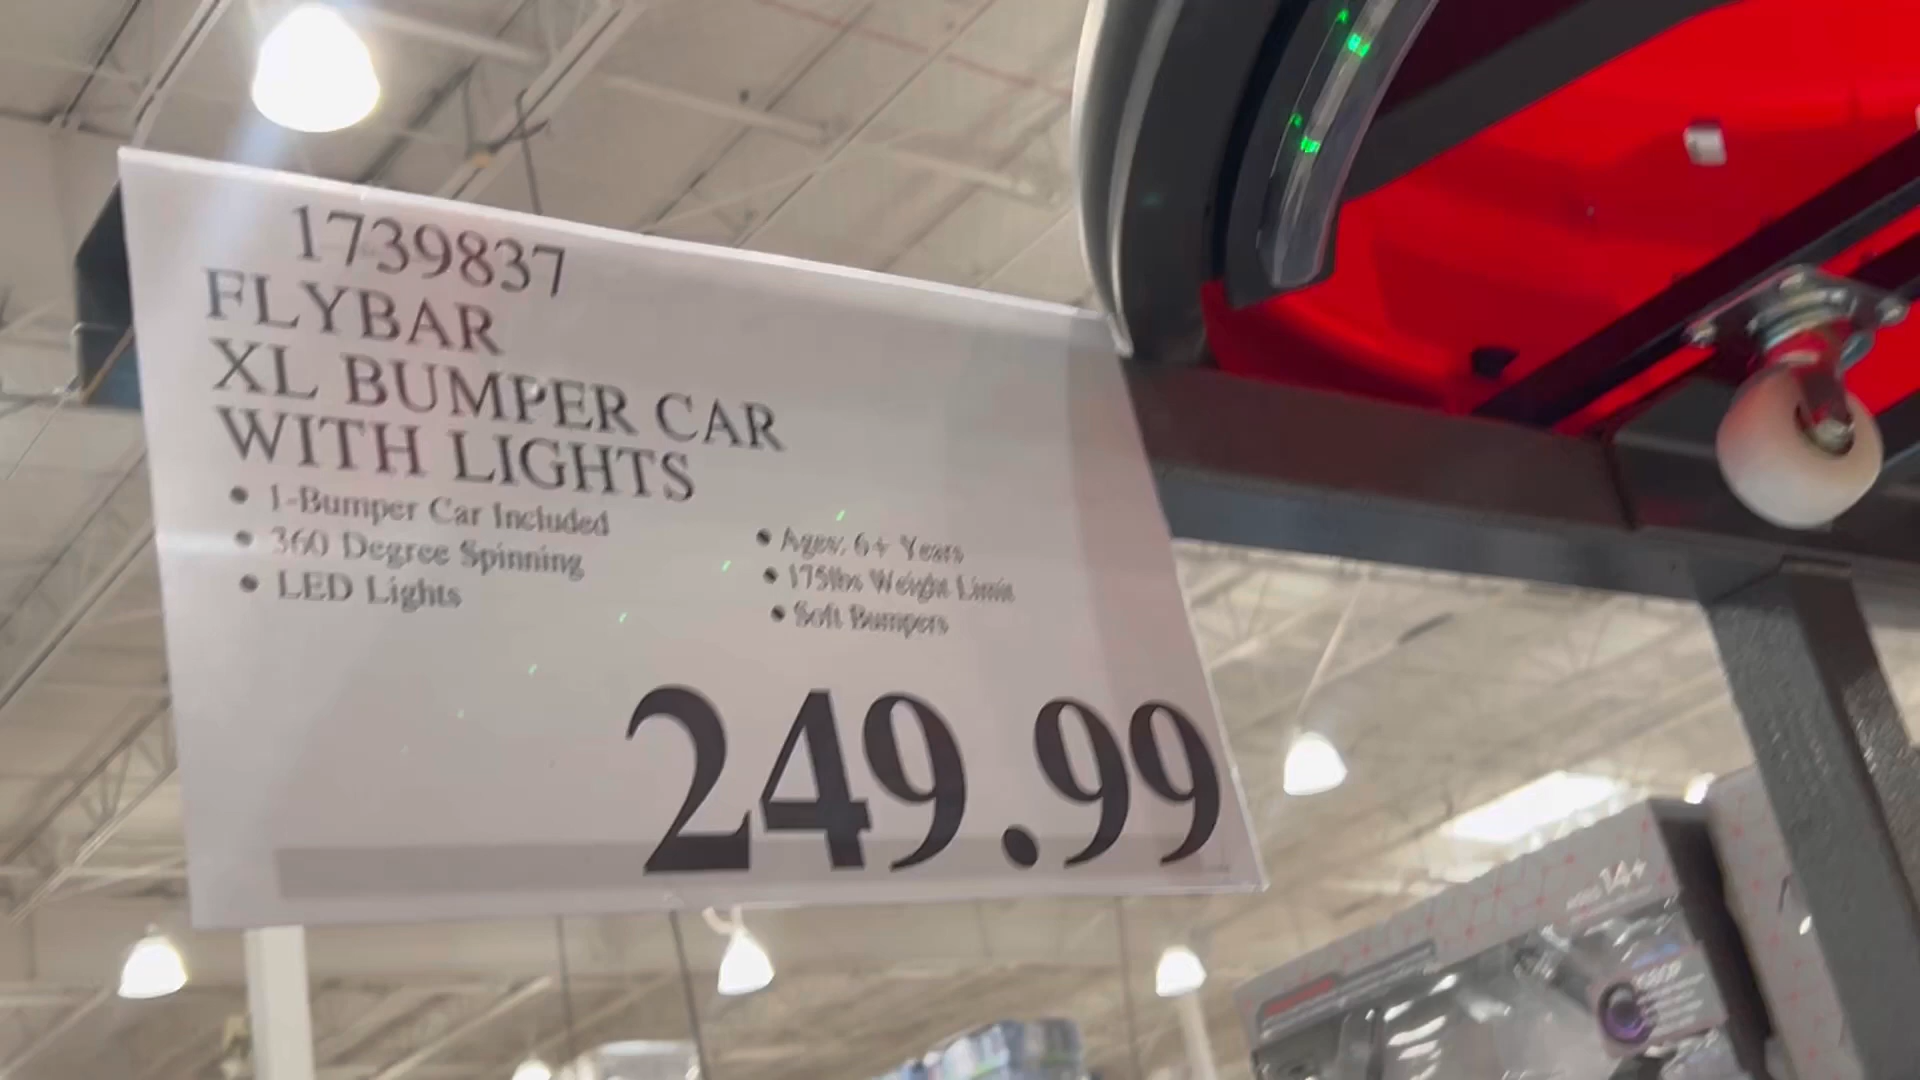 1739837
FLYBAR
XL BUMPER CAR
WITH LIGHTS
• 1-Bumper Car Included
• 360 Degree Spinning
• LED Lights
• Ages: 6+ Years
• 175lbs Weight Limit
• Soft Bumpers
249.99
14+